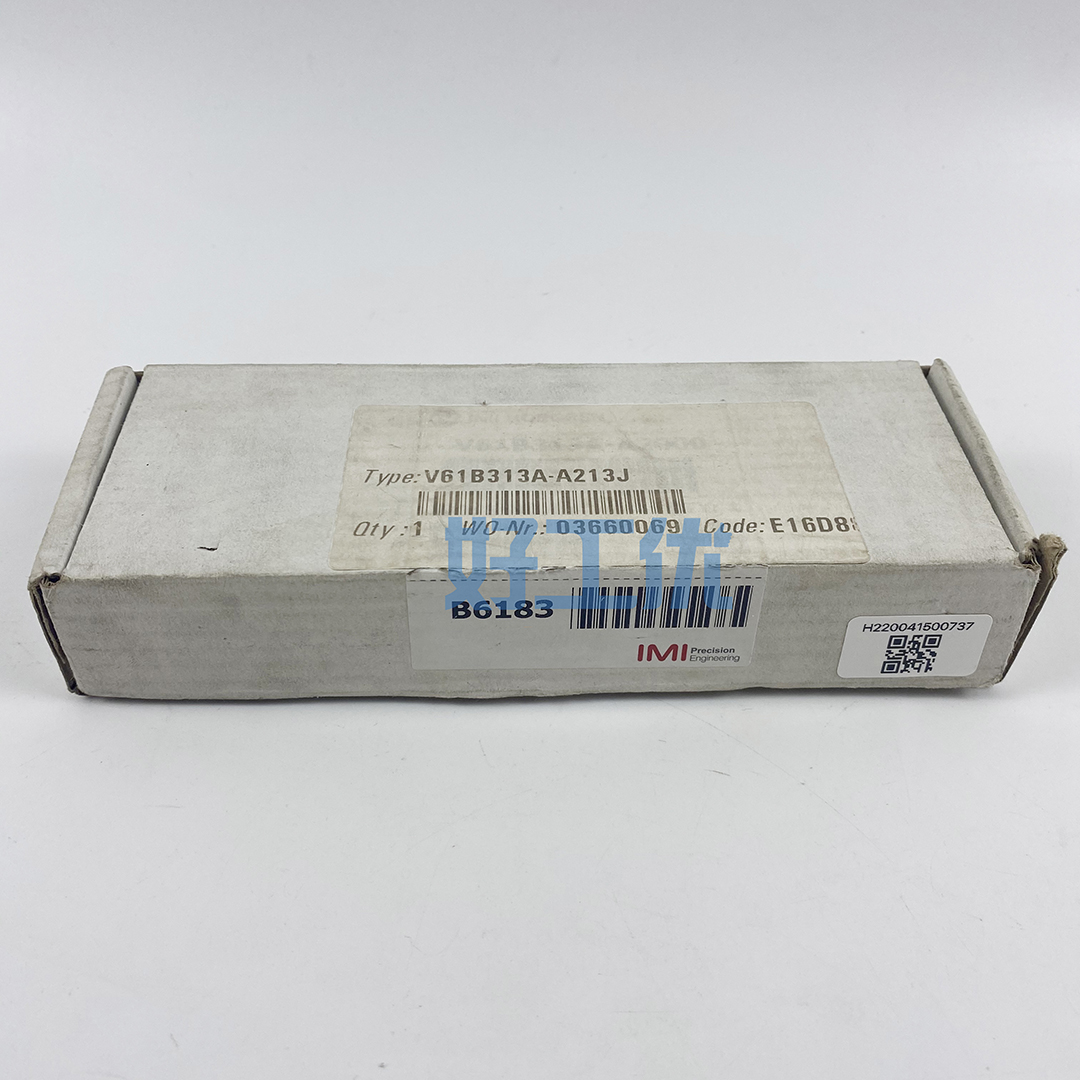 Type: V61B313A-A213J
Qty : 1 WO-Nr.: 03660069 Code: E16D8
好工优
B6183
IMI Precision Engineering
H220041500737